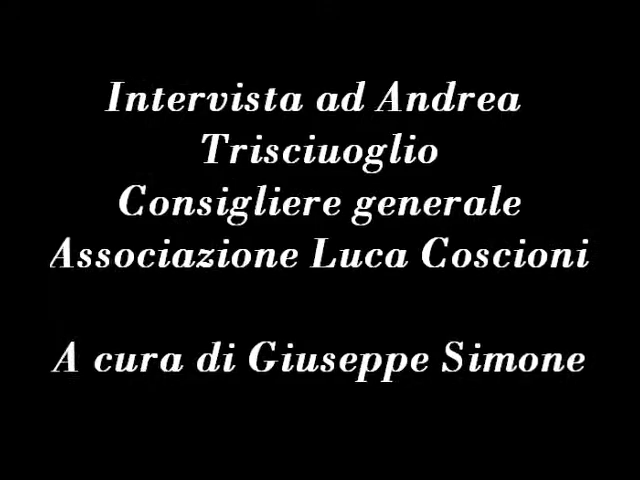 Intervista ad Andrea
Trisciuoglio
Consigliere generale
Associazione Luca Coscioni
A cura di Giuseppe Simone